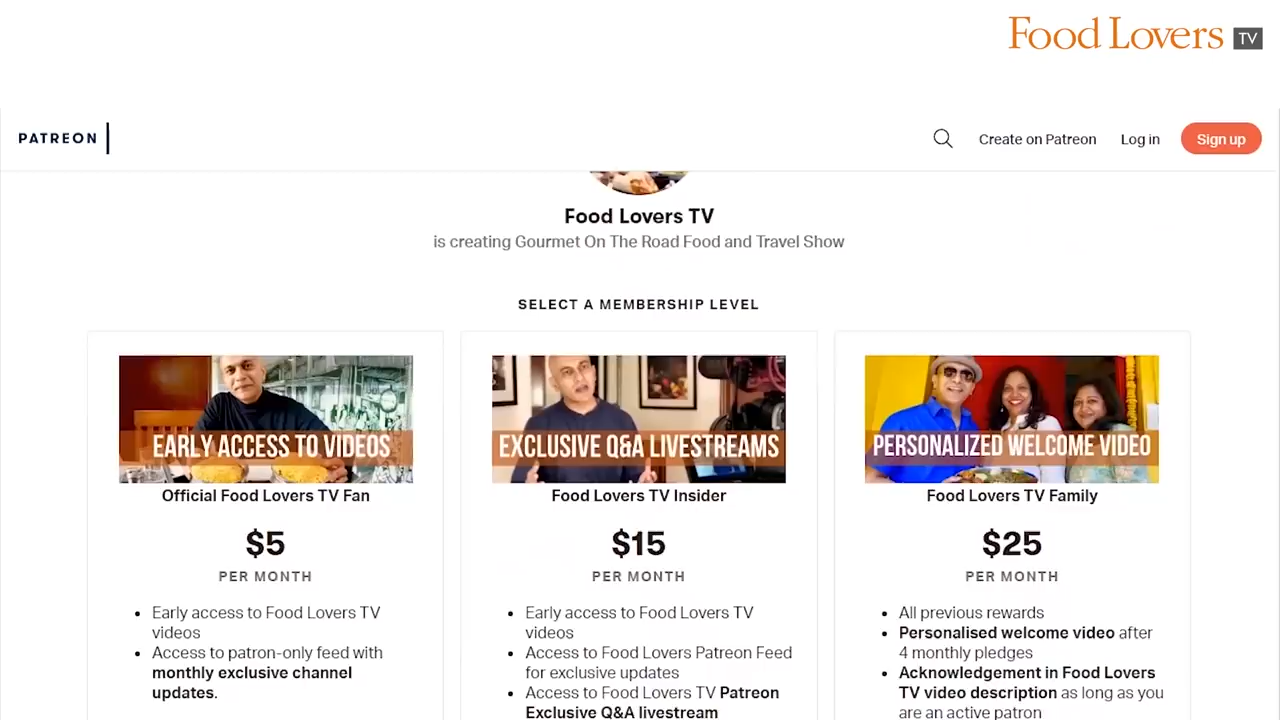 Food Lovers TV
PATREON
Create on Patreon
Log in
Sign up
Food Lovers TV
is creating Gourmet On The Road Food and Travel Show
SELECT A MEMBERSHIP LEVEL
EARLY ACCESS TO VIDEOS
Official Food Lovers TV Fan
$5
PER MONTH
• Early access to Food Lovers TV
videos
• Access to patron-only feed with
monthly exclusive channel
updates.
EXCLUSIVE Q&A LIVESTREAMS
Food Lovers TV Insider
$15
PER MONTH
• Early access to Food Lovers TV
videos
• Access to Food Lovers Patreon Feed
for exclusive updates
• Access to Food Lovers TV Patreon
Exclusive Q&A livestream
PERSONALIZED WELCOME VIDEO
Food Lovers TV Family
$25
PER MONTH
• All previous rewards
• Personalised welcome video after
4 monthly pledges
• Acknowledgement in Food Lovers
TV video description as long as you
are an active patron